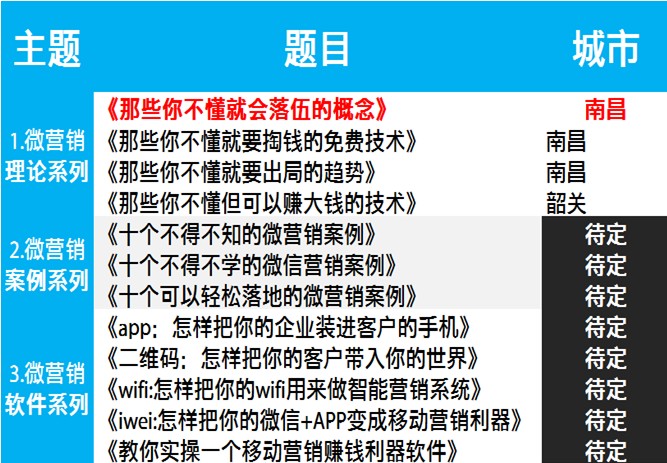 主题 题目 城市
《那些你不懂就会落伍的概念》 南昌
1.微营销
《那些你不懂就要掏钱的免费技术》 南昌
理论系列
《那些你不懂就要出局的趋势》 南昌
《那些你不懂但可以赚大钱的技术》 韶关
《十个不得不知的微营销案例》 待定
2.微营销
《十个不得不学的微信营销案例》 待定
案例系列
《十个可以轻松落地的微营销案例》 待定
《app：怎样把你的企业装进客户的手机》 待定
《二维码：怎样把你的客户带入你的世界》 待定
3.微营销
《wifi:怎样把你的wifi用来做智能营销系统》 待定
软件系列
《iwei:怎样把你的微信+APP变成移动营销利器》 待定
《教你实操一个移动营销赚钱利器软件》 待定